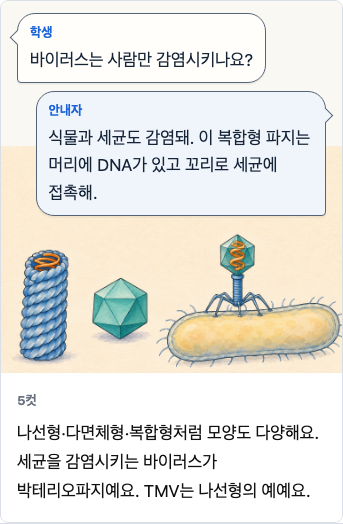 학생
바이러스는 사람만 감염시키나요?
안내자
식물과 세균도 감염돼. 이 복합형 파지는
머리에 DNA가 있고 꼬리로 세균에
접촉해.
5컷
나선형·다면체형·복합형처럼 모양도 다양해요.
세균을 감염시키는 바이러스가
박테리오파지예요. TMV는 나선형의 예예요.